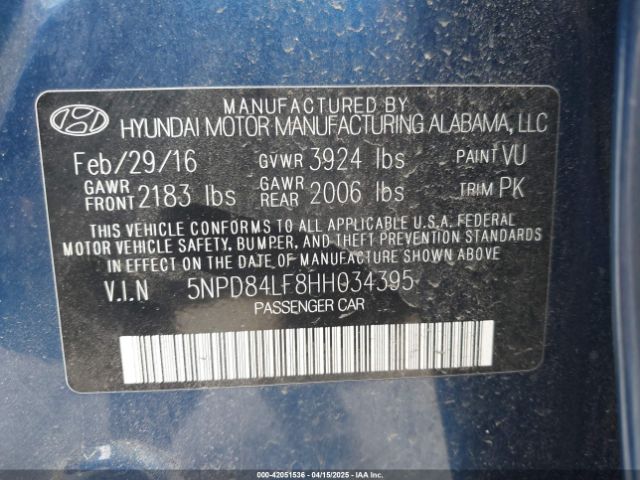 MANUFACTURED BY
HYUNDAI MOTOR MANUFACTURING ALABAMA, LLC
Feb/29/16 GVWR 3924 lbs PAINT VU
GAWR FRONT 2183 lbs GAWR REAR 2006 lbs TRIM PK
THIS VEHICLE CONFORMS TO ALL APPLICABLE U.S.A. FEDERAL
MOTOR VEHICLE SAFETY, BUMPER, AND THEFT PREVENTION STANDARDS
IN EFFECT ON THE DATE OF MANUFACTURE SHOWN ABOVE.
V.I.N 5NPD84LF8HH034395
PASSENGER CAR
000-42051536 - 04/15/2025 - IAA Inc.